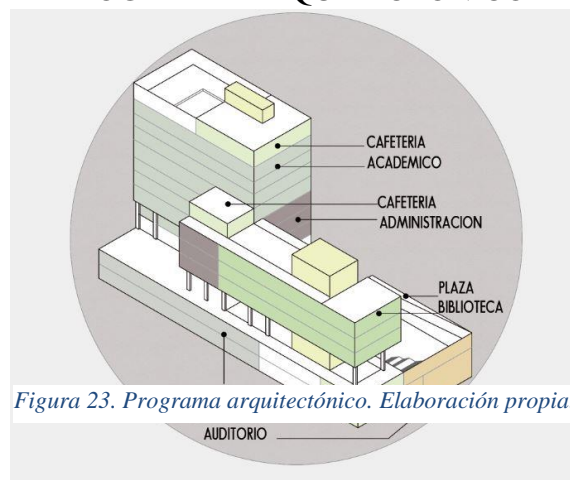 CAFETERIA
ACADEMICO
CAFETERIA
ADMINISTRACION
PLAZA
BIBLIOTECA
Figura 23. Programa arquitectónico. Elaboración propia
AUDITORIO